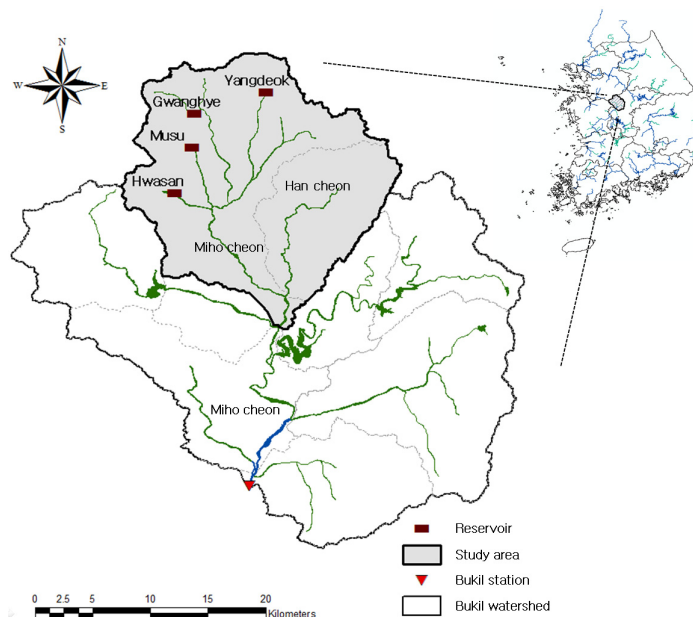 N
W
E
S
Yangdeok
Gwanghye
Musu
Hwasan
Han cheon
Miho cheon
Miho cheon
Reservoir
Study area
Bukil station
Bukil watershed
0 2.5 5 10 15 20
Kilometers